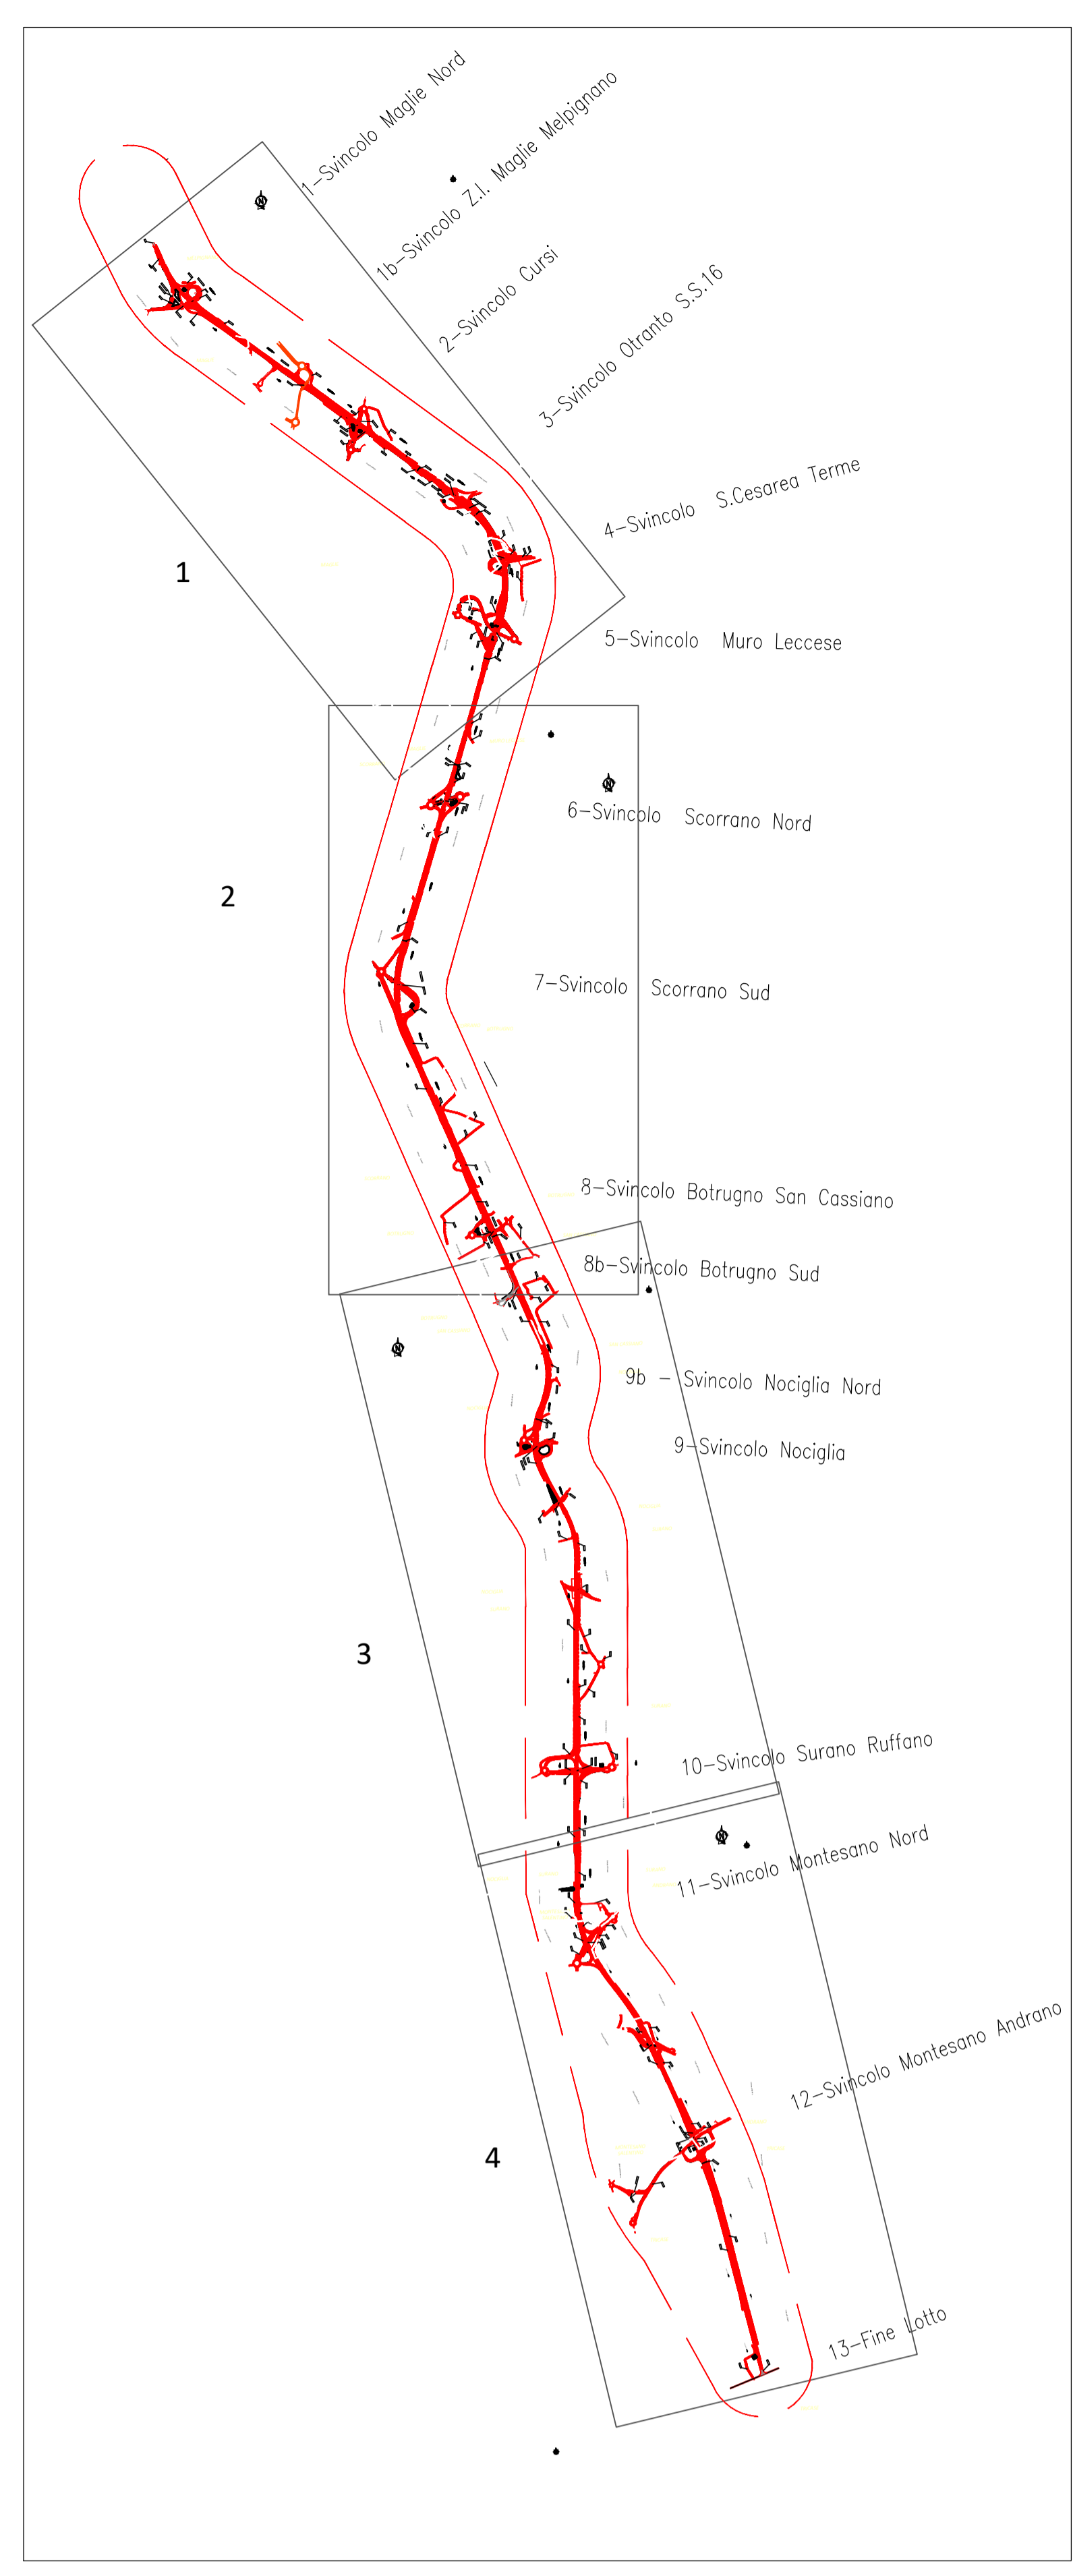 1-Svincolo Maglie Nord
1b-Svincolo Z.I. Maglie Melpignano
2-Svincolo Cursi
3-Svincolo Otranto S.S.16
4-Svincolo S.Cesarea Terme
1
5-Svincolo Muro Leccese
6-Svincolo Scorrano Nord
2
7-Svincolo Scorrano Sud
8-Svincolo Botrugno San Cassiano
8b-Svincolo Botrugno Sud
9b - Svincolo Nociglia Nord
9-Svincolo Nociglia
3
10-Svincolo Surano Ruffano
11-Svincolo Montesano Nord
12-Svincolo Montesano Andrano
4
13-Fine Lotto